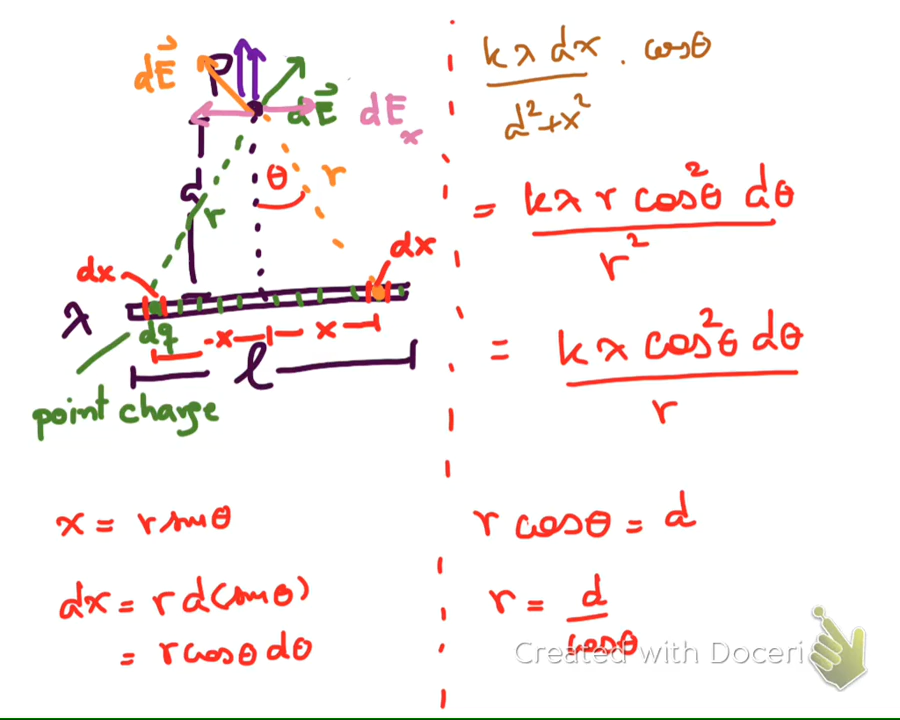 dE⃗ P dE⃗ dEₓ
d θ r
r
dx dx
λ
dq -x x
l
point charge
x = r sinθ
dx = r d(sinθ)
= r cosθ dθ
kλ dx/d²+x² . cosθ
= kλ r cos²θ dθ/r²
= kλ cos²θ dθ/r
r cosθ = d
r = d/cosθ
Created with Doceri